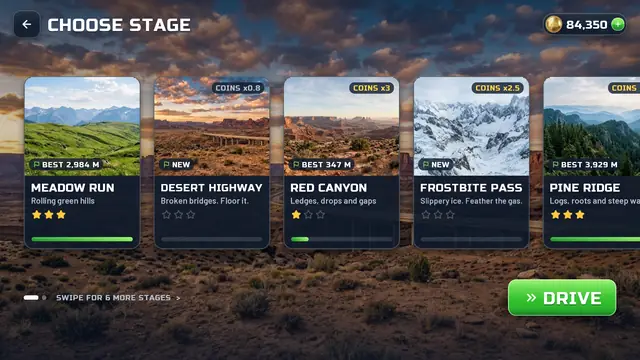 CHOOSE STAGE
84,350
BEST 2,984 M
MEADOW RUN
Rolling green hills
COINS x0.8
NEW
DESERT HIGHWAY
Broken bridges. Floor it.
COINS x3
BEST 347 M
RED CANYON
Ledges, drops and gaps
COINS x2.5
NEW
FROSTBITE PASS
Slippery ice. Feather the gas.
COINS
BEST 3,929 M
PINE RIDGE
Logs, roots and steep
SWIPE FOR 6 MORE STAGES >
» DRIVE